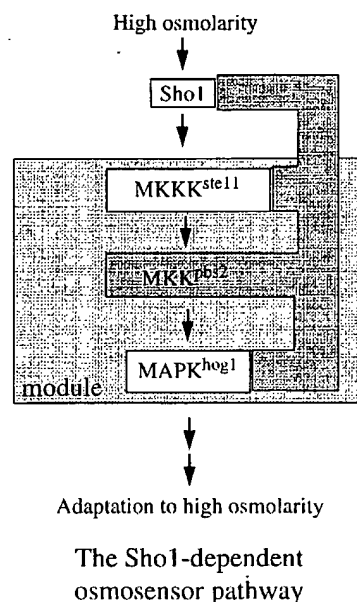 High osmolarity
Sho1
MKKK^ste11
MKK^pbs2
MAPK^hog1
module
Adaptation to high osmolarity
The Sho1-dependent
osmosensor pathway